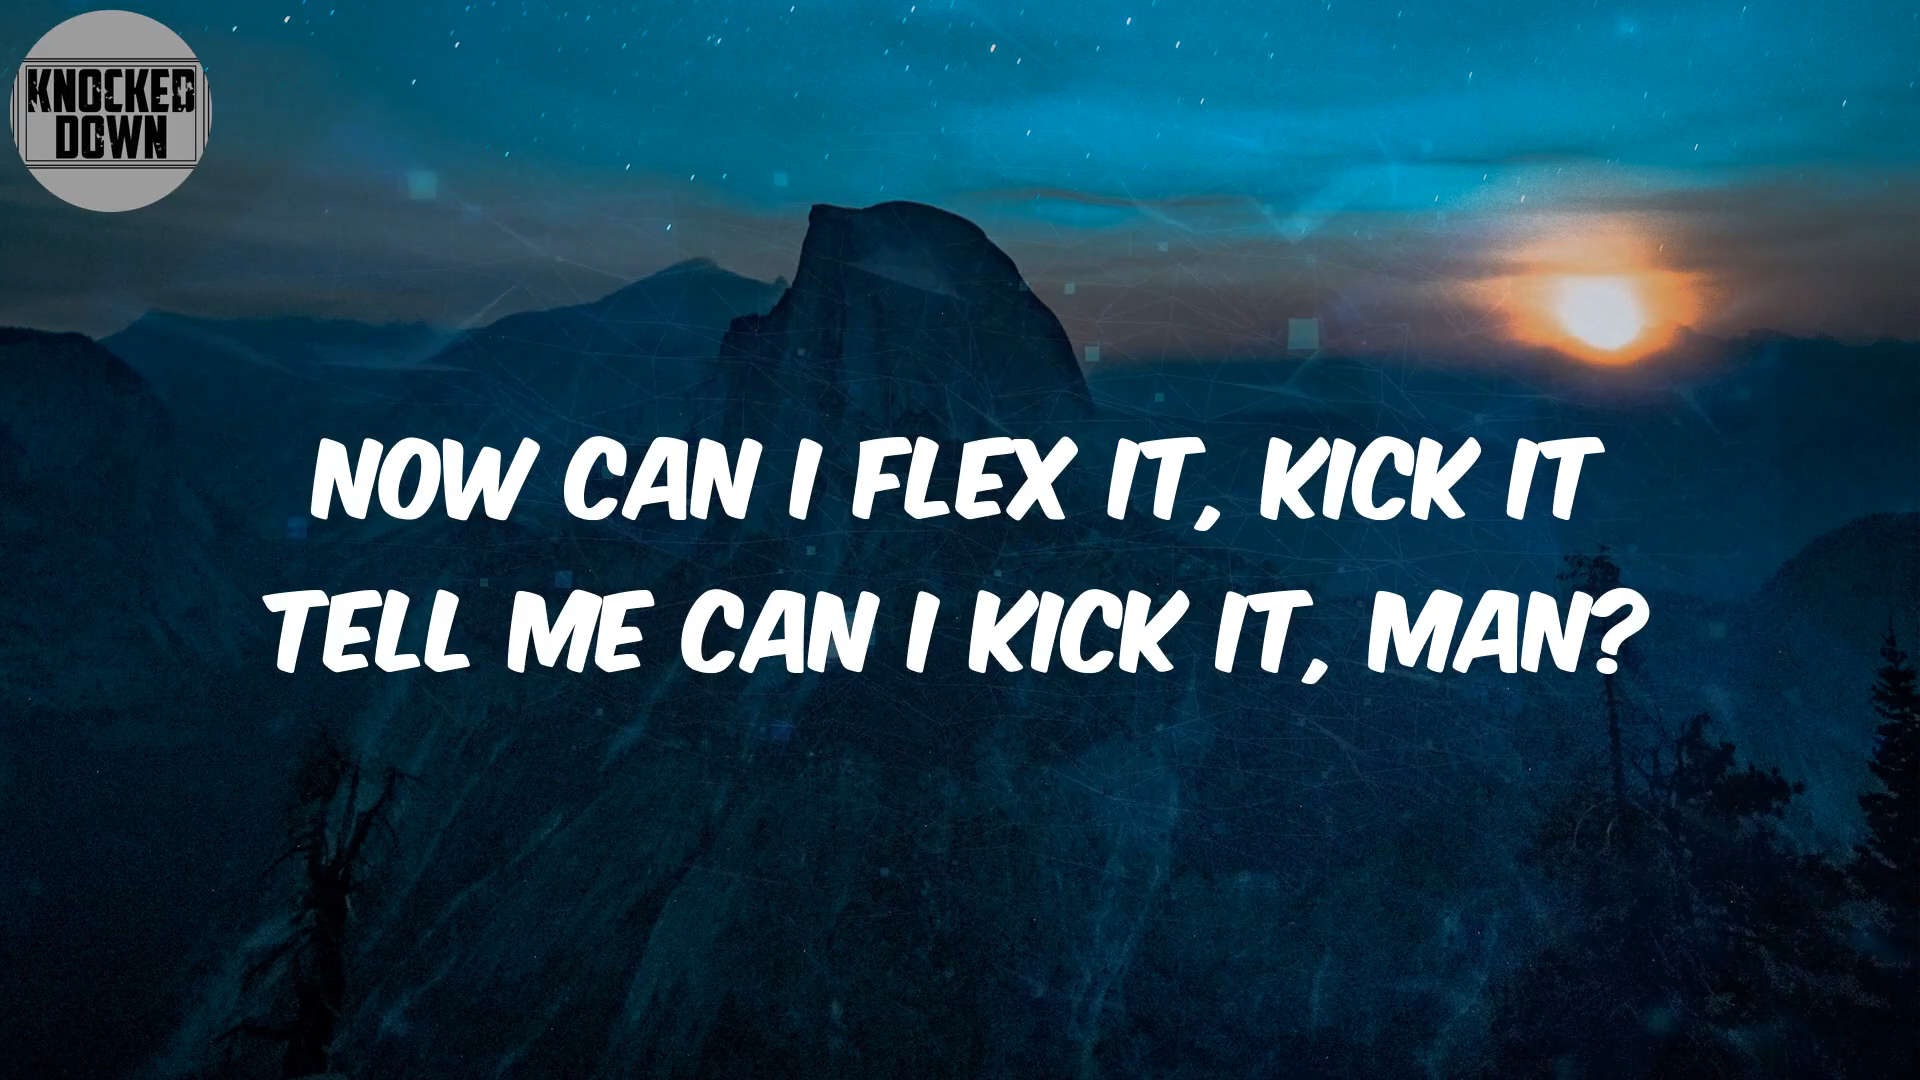 KNOCKED
DOWN
NOW CAN I FLEX IT, KICK IT
TELL ME CAN I KICK IT, MAN?